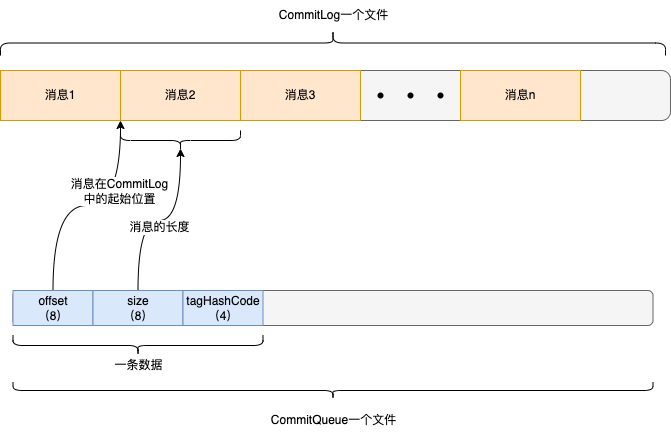 CommitLog一个文件
消息1
消息2
消息3
消息n
消息在CommitLog
中的起始位置
消息的长度
offset
(8)
size
(8)
tagHashCode
(4)
一条数据
CommitQueue一个文件